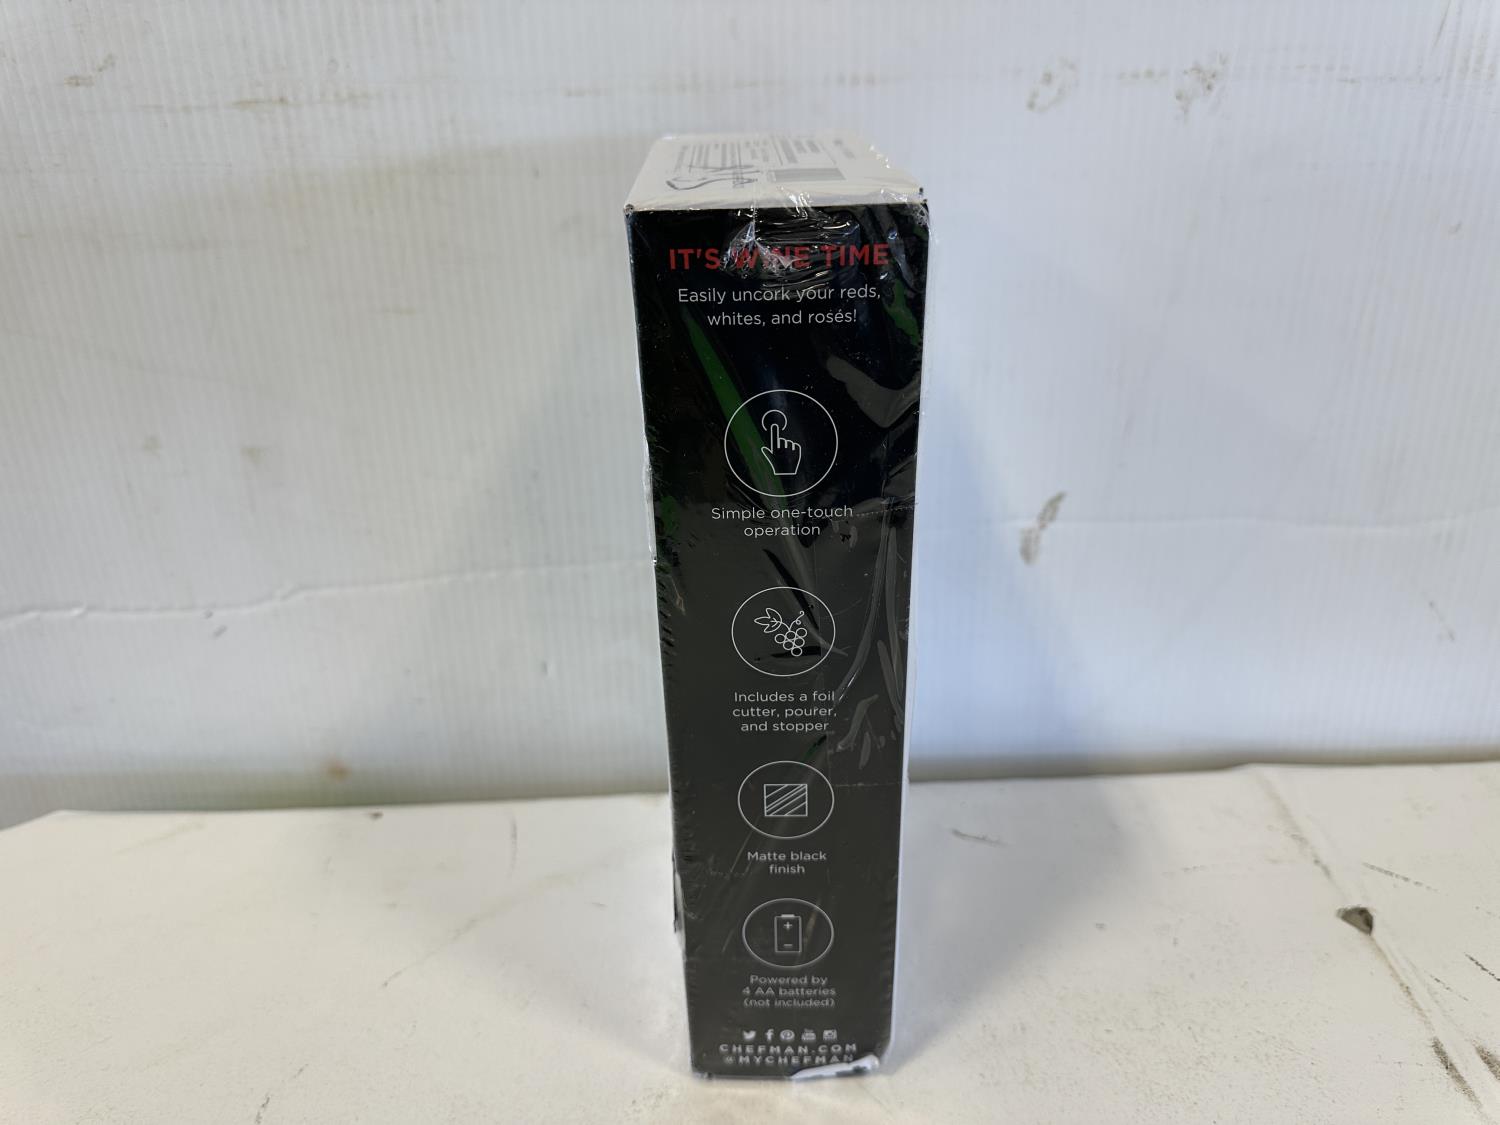 IT'S WINE TIME
Easily uncork your reds,
whites, and rosés!
Simple one-touch
operation
Includes a foil
cutter, pourer,
and stopper
Matte black
finish
Powered by
4 AA batteries
(not included)
CHEFMAN.COM
@MYCHEFMAN